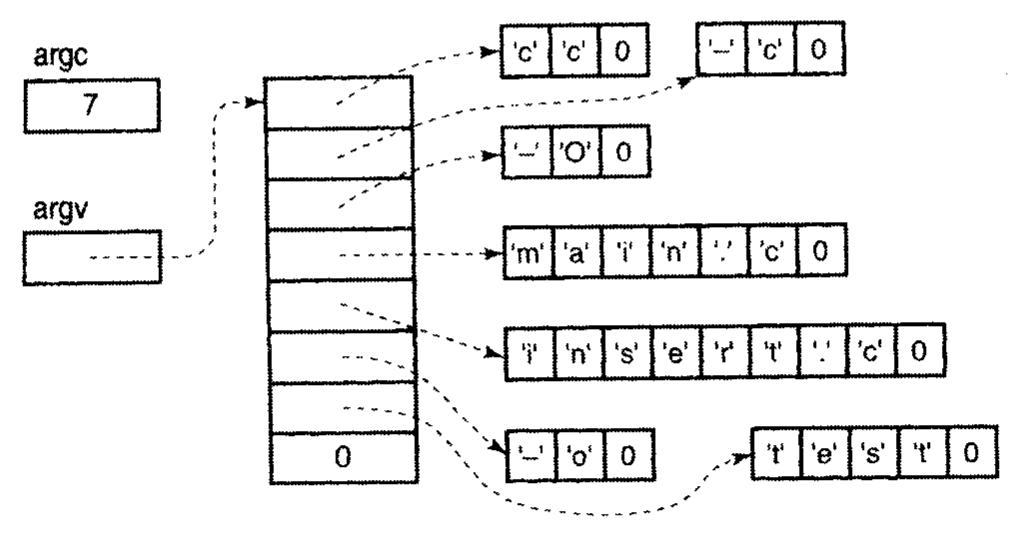 argc
7
argv
0
'c' 'c' 0
'–' 'c' 0
'–' 'O' 0
'm' 'a' 'i' 'n' '.' 'c' 0
'i' 'n' 's' 'e' 'r' 't' '.' 'c' 0
'–' 'o' 0
't' 'e' 's' 't' 0